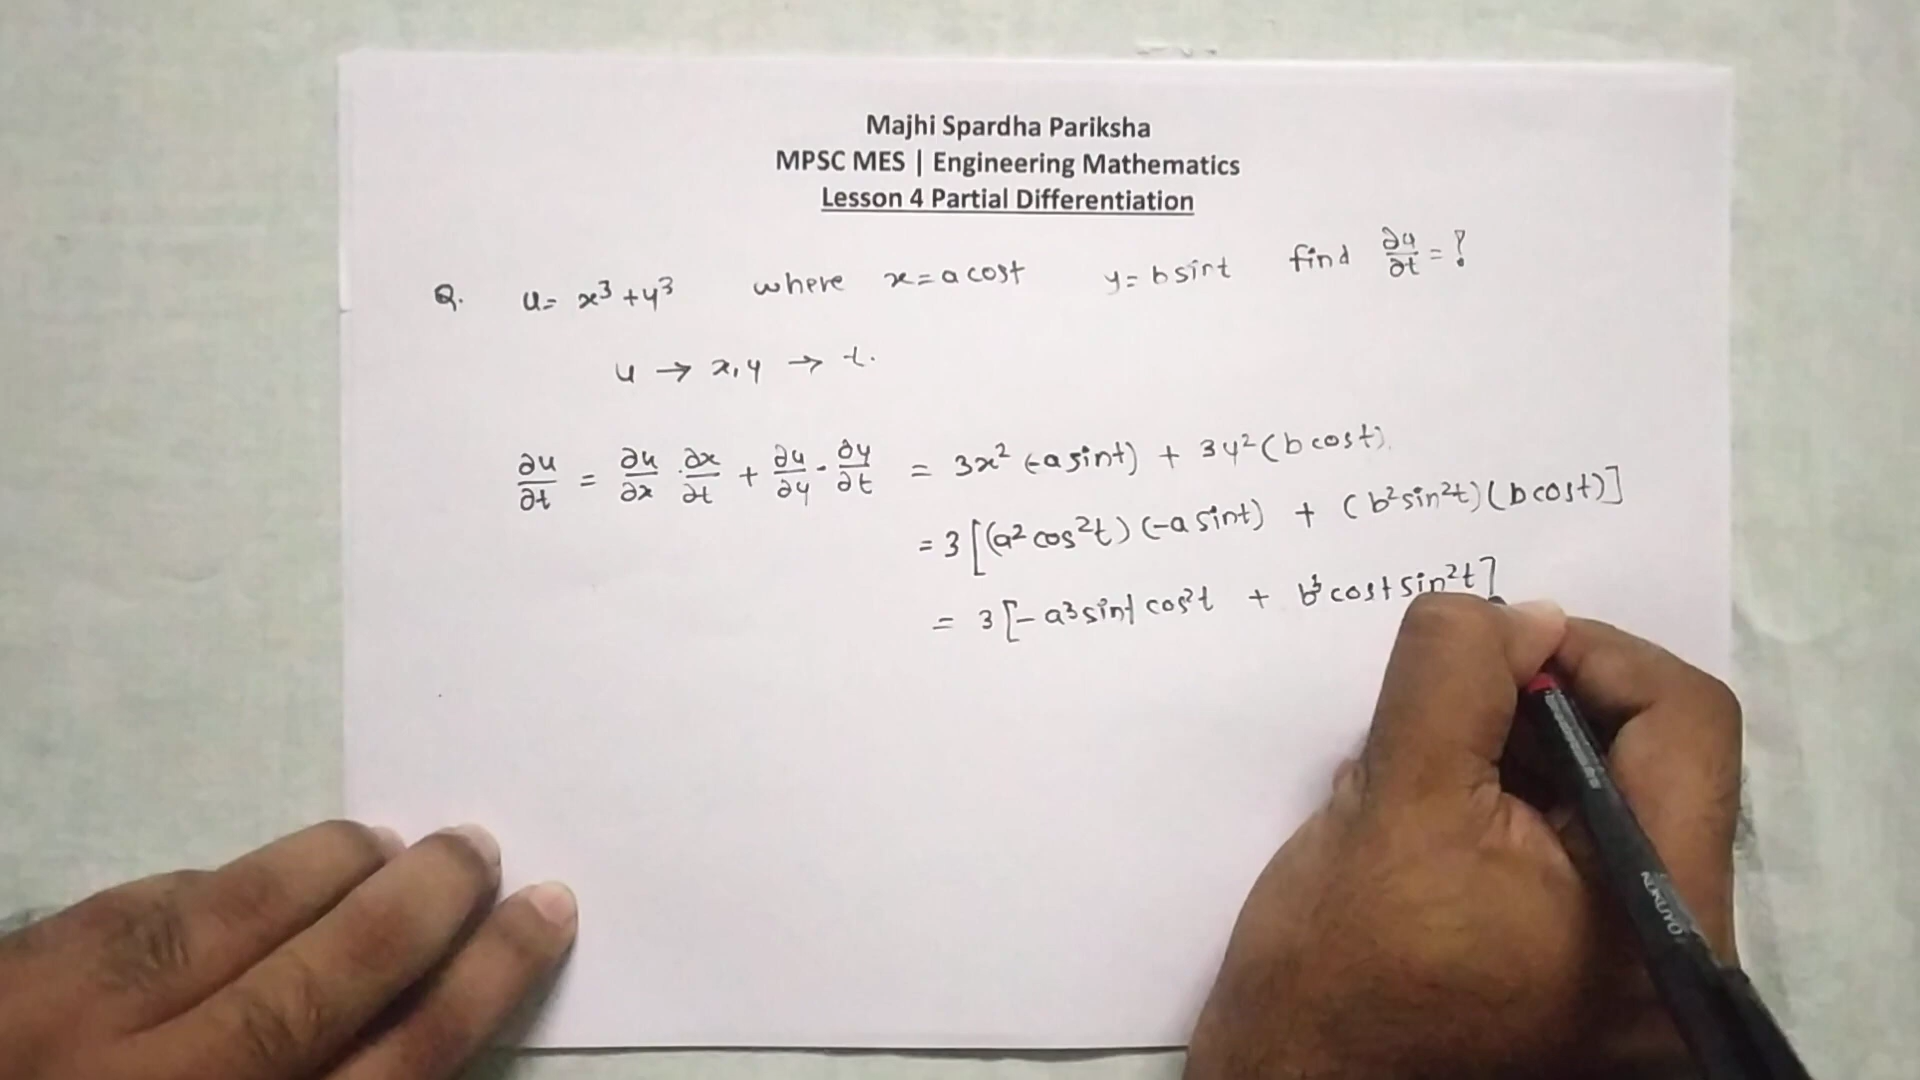 Majhi Spardha Pariksha
MPSC MES | Engineering Mathematics
Lesson 4 Partial Differentiation
Q. u = x³ + y³ where x = a cost y = b sint find ∂u/∂t = ?
u → x, y → t.
∂u/∂t = ∂u/∂x · ∂x/∂t + ∂u/∂y · ∂y/∂t = 3x² (-a sint) + 3y² (b cost).
= 3 [(a² cos²t) (-a sint) + (b² sin²t) (b cost)]
= 3 [- a³ sint cos²t + b³ cost sin²t]